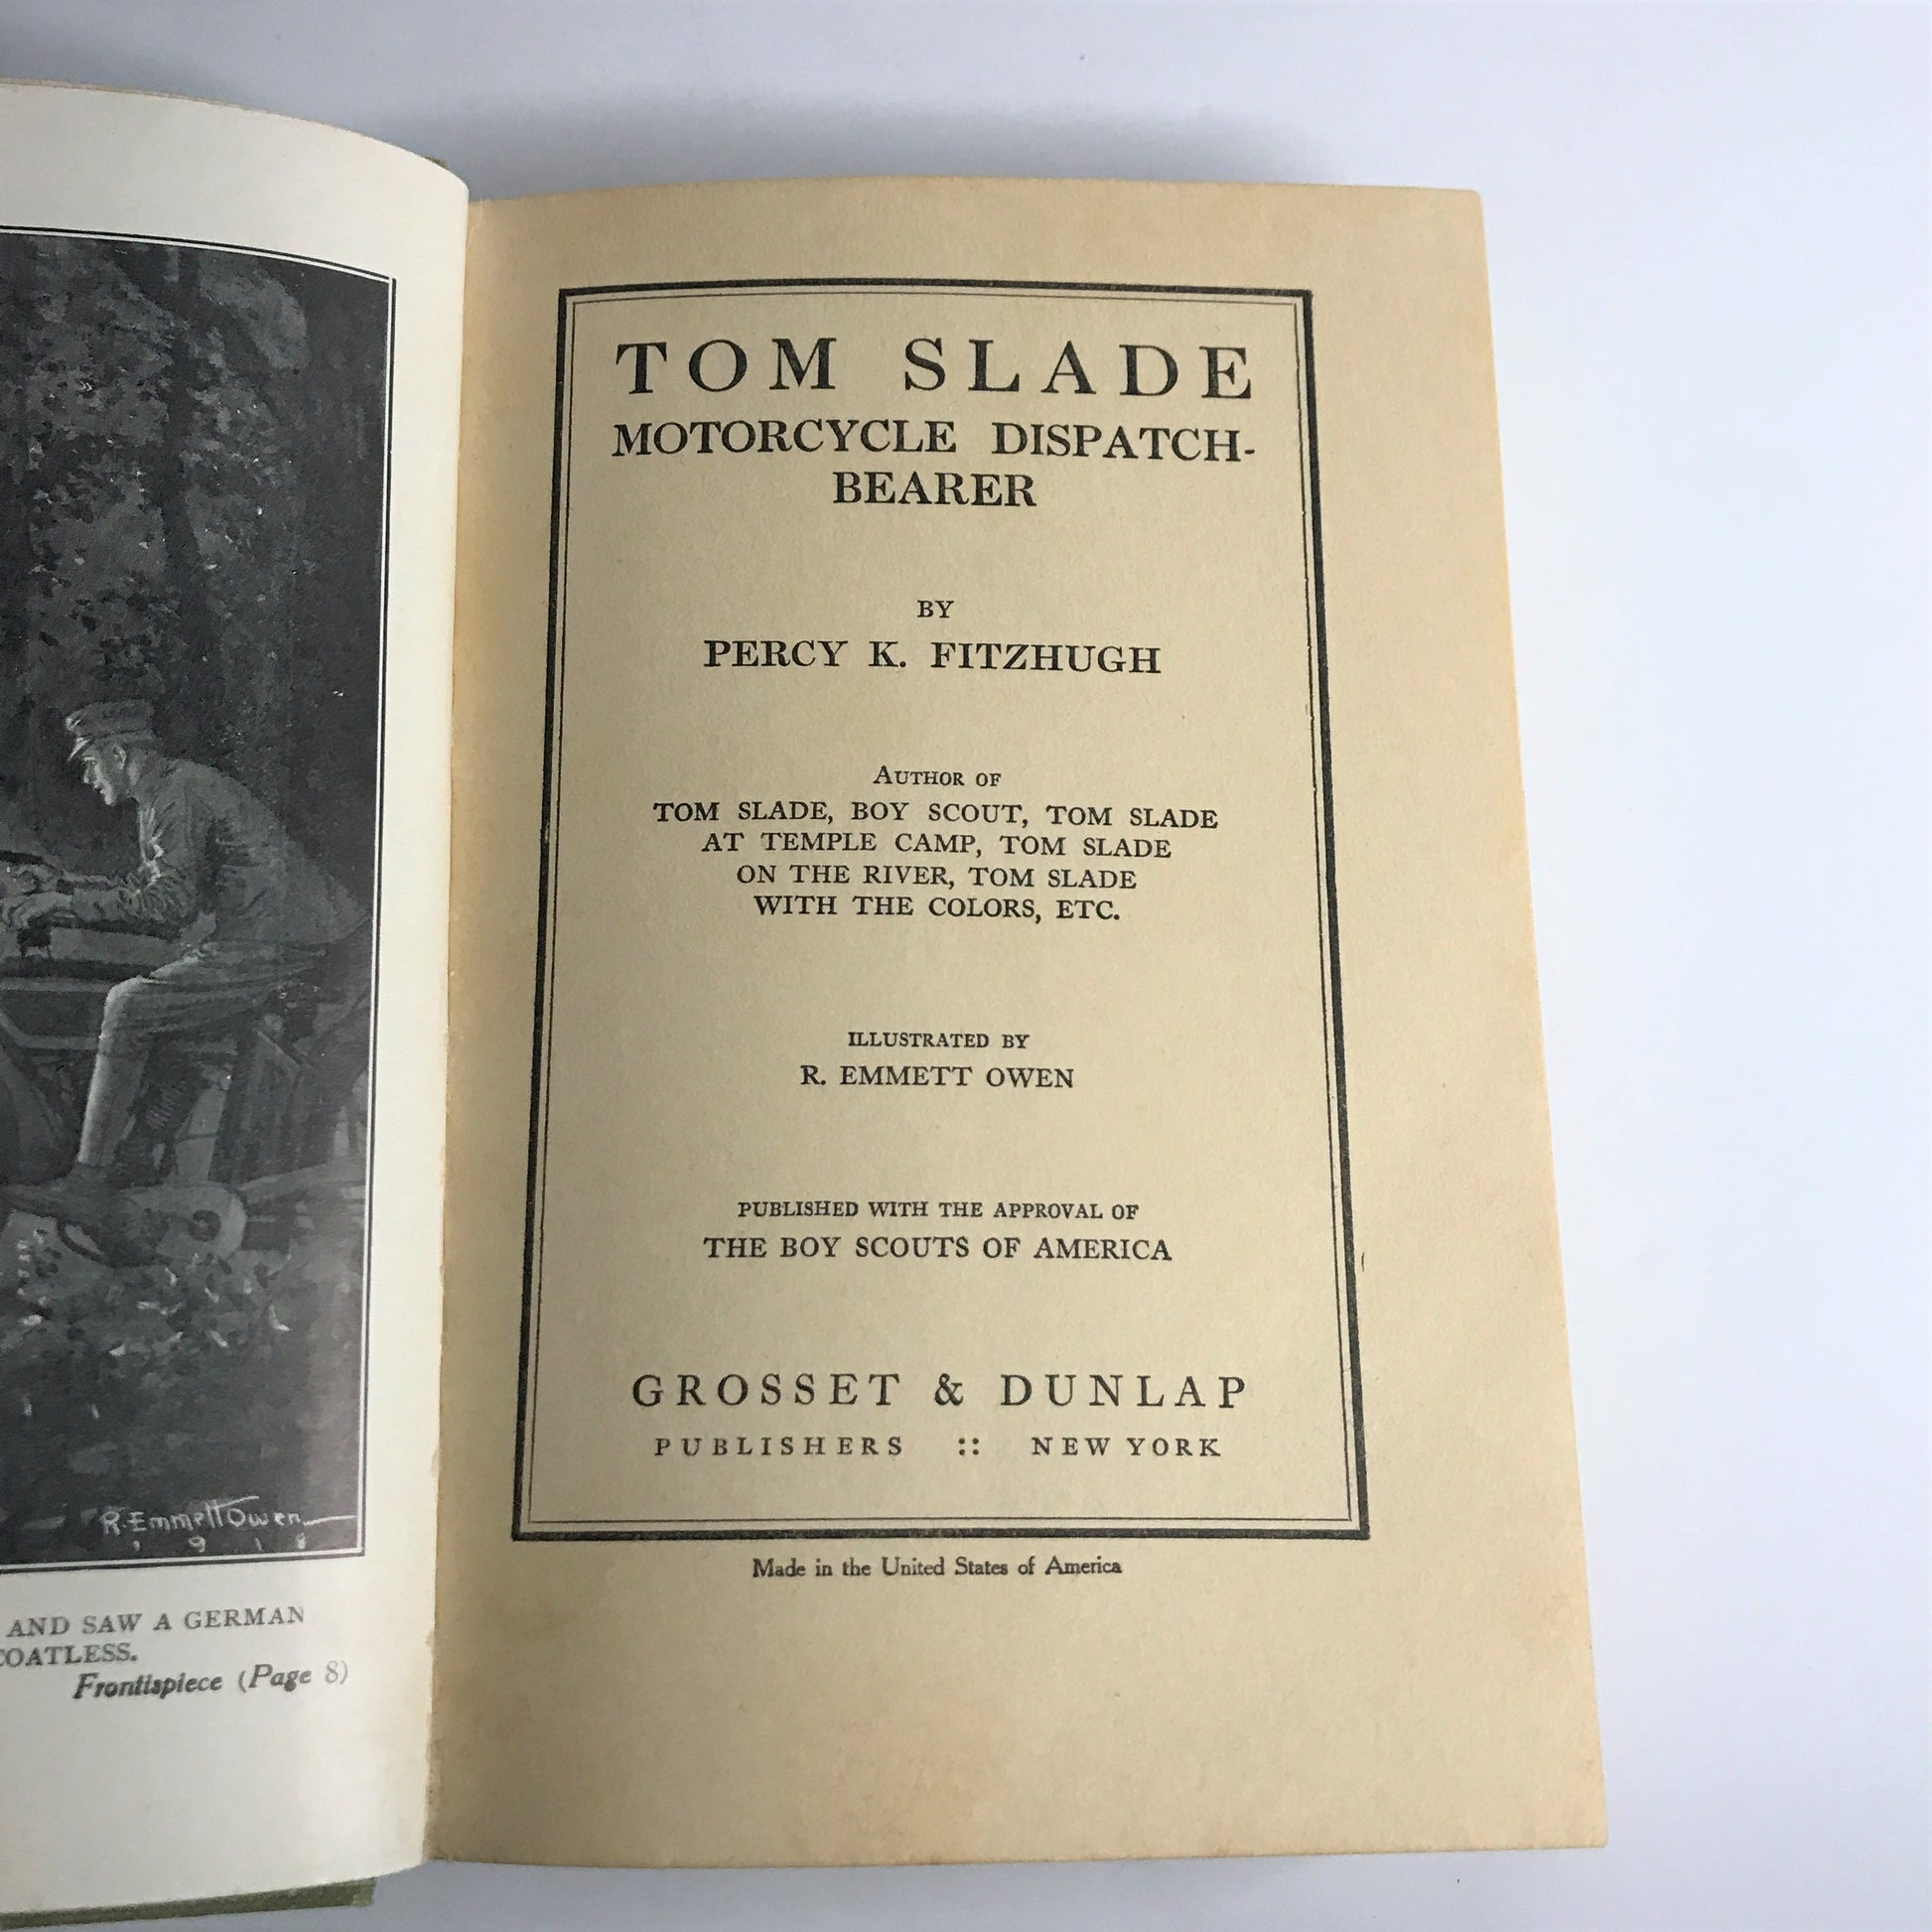 R. Emmett Owen
1918
AND SAW A GERMAN
COATLESS.
Frontispiece (Page 8)
TOM SLADE
MOTORCYCLE DISPATCH-
BEARER
BY
PERCY K. FITZHUGH
AUTHOR OF
TOM SLADE, BOY SCOUT, TOM SLADE
AT TEMPLE CAMP, TOM SLADE
ON THE RIVER, TOM SLADE
WITH THE COLORS, ETC.
ILLUSTRATED BY
R. EMMETT OWEN
PUBLISHED WITH THE APPROVAL OF
THE BOY SCOUTS OF AMERICA
GROSSET & DUNLAP
PUBLISHERS :: NEW YORK
Made in the United States of America